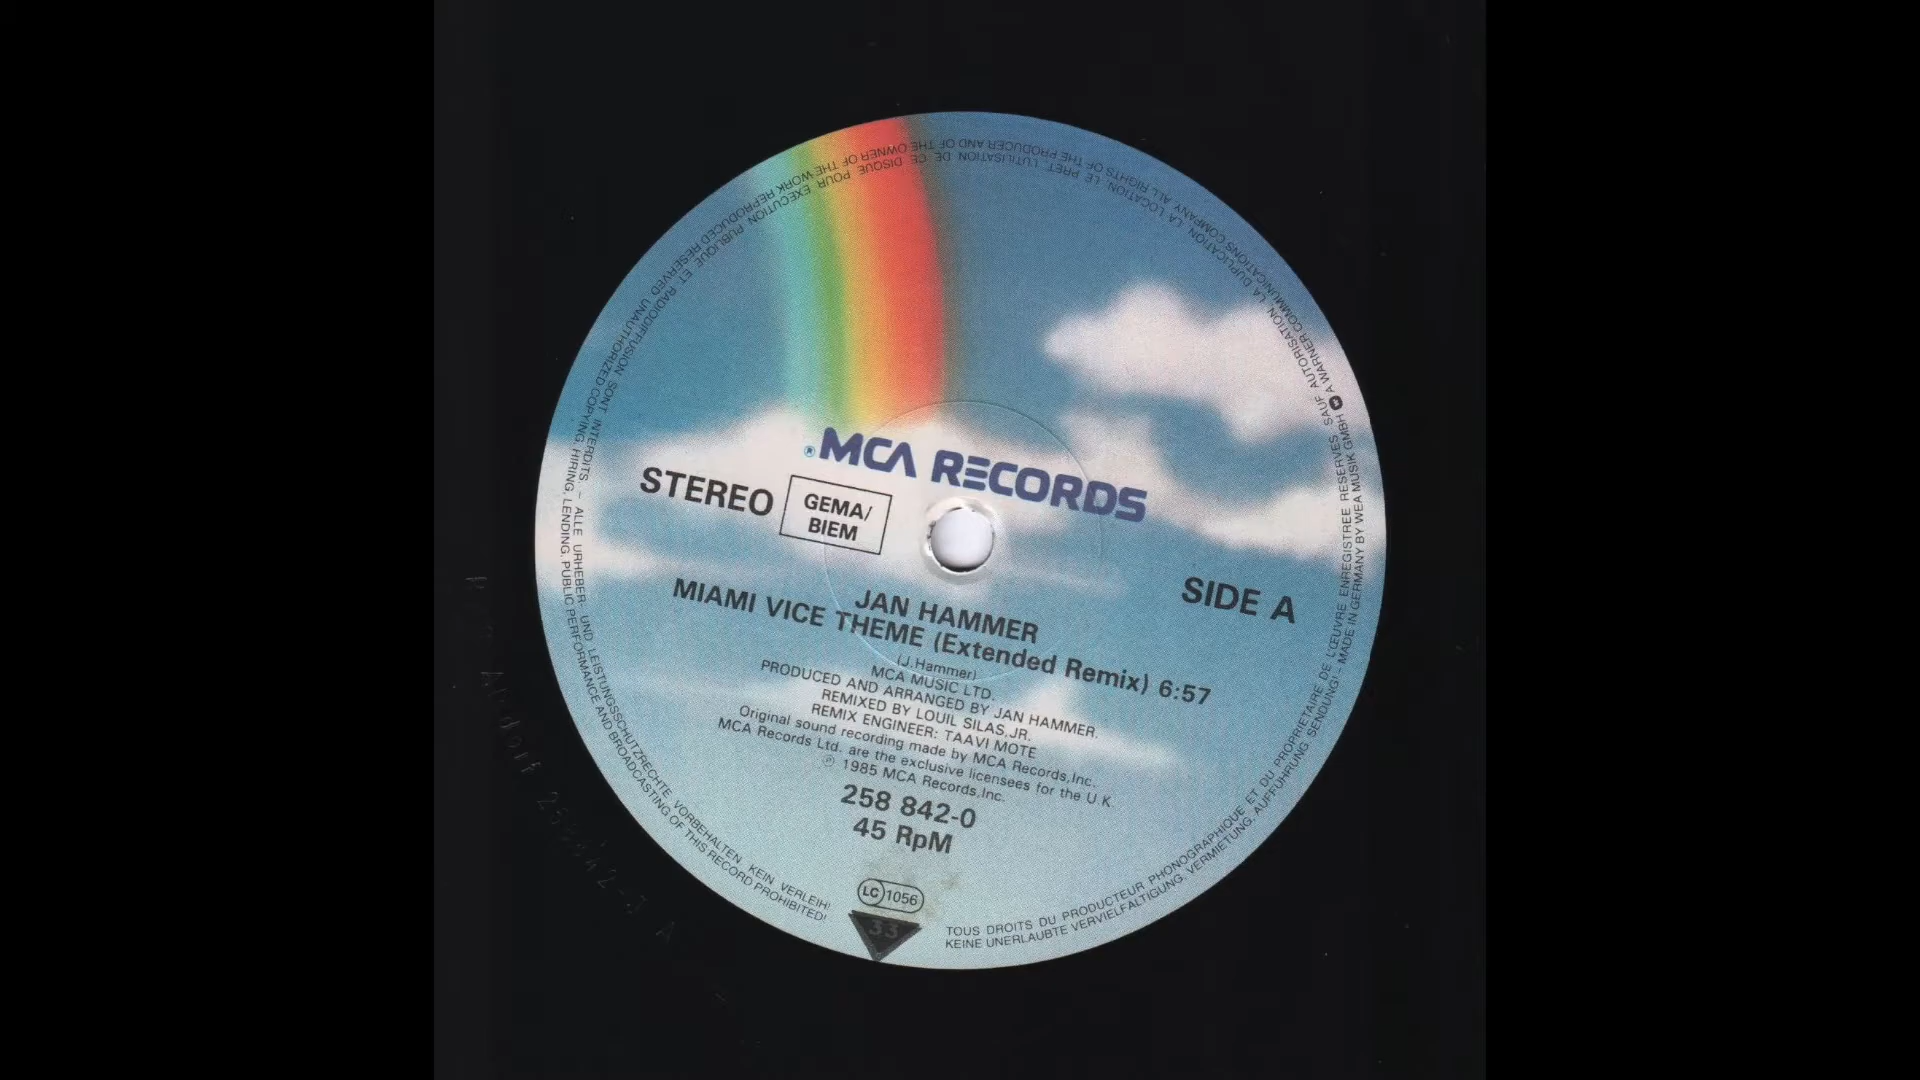 ® MCA RECORDS
STEREO
GEMA/
BIEM
SIDE A
JAN HAMMER
MIAMI VICE THEME (Extended Remix) 6:57
(J.Hammer)
MCA MUSIC LTD.
PRODUCED AND ARRANGED BY JAN HAMMER.
REMIXED BY LOUIL SILAS,JR.
REMIX ENGINEER: TAAVI MOTE
Original sound recording made by MCA Records,Inc.
MCA Records Ltd. are the exclusive licensees for the U K.
℗ 1985 MCA Records,Inc.
258 842-0
45 RpM
LC 1056
33
TOUS DROITS DU PRODUCTEUR PHONOGRAPHIQUE ET DU PROPRIETAIRE DE L'ŒUVRE ENREGISTREE RESERVES. SAUF AUTORISATION, LA DUPLICATION, LA LOCATION, LE PRET, L'UTILISATION DE CE DISQUE POUR EXECUTION PUBLIQUE ET RADIODIFFUSION SONT INTERDITS. – ALLE URHEBER- UND LEISTUNGSSCHUTZRECHTE VORBEHALTEN. KEIN VERLEIH!
KEINE UNERLAUBTE VERVIELFALTIGUNG, VERMIETUNG, AUFFUHRUNG, SENDUNG! – MADE IN GERMANY BY WEA MUSIK GMBH A WARNER COMMUNICATIONS COMPANY. ALL RIGHTS OF THE PRODUCER AND OF THE OWNER OF THE WORK REPRODUCED RESERVED. UNAUTHORIZED COPYING, HIRING, LENDING, PUBLIC PERFORMANCE AND BROADCASTING OF THIS RECORD PROHIBITED!